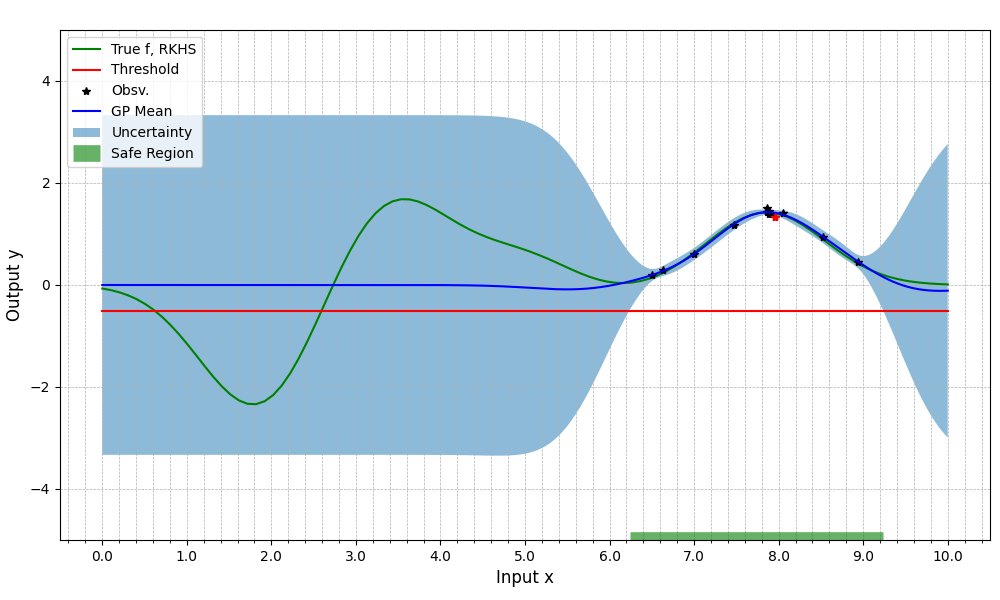 True f, RKHS
Threshold
Obsv.
GP Mean
Uncertainty
Safe Region
4
2
0
−2
−4
Output y
0.0 1.0 2.0 3.0 4.0 5.0 6.0 7.0 8.0 9.0 10.0
Input x